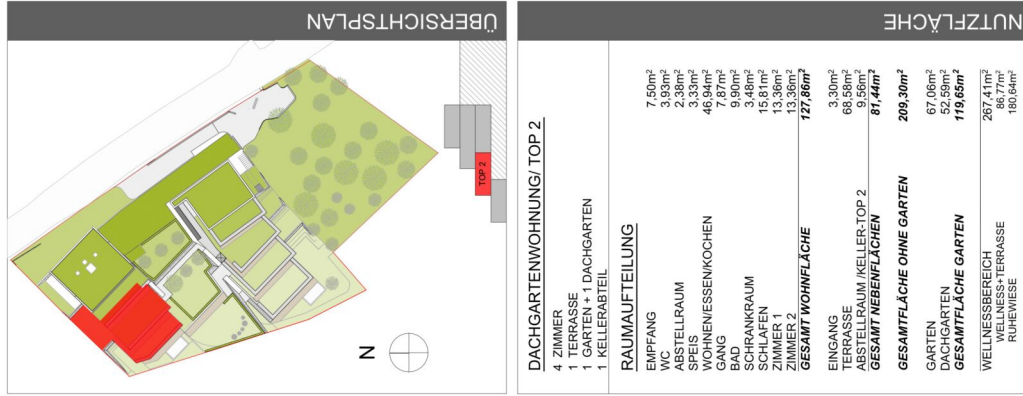 ÜBERSICHTSPLAN
N
TOP 2
NUTZFLÄCHE
DACHGARTENWOHNUNG/ TOP 2
4 ZIMMER
1 TERRASSE
1 GARTEN + 1 DACHGARTEN
1 KELLERABTEIL
RAUMAUFTEILUNG
EMPFANG 7,50m²
WC 3,93m²
ABSTELLRAUM 2,38m²
SPEIS 3,33m²
WOHNEN/ESSEN/KOCHEN 46,94m²
GANG 7,87m²
BAD 9,90m²
SCHRANKRAUM 3,48m²
SCHLAFEN 15,81m²
ZIMMER 1 13,36m²
ZIMMER 2 13,36m²
GESAMT WOHNFLÄCHE 127,86m²
EINGANG 3,30m²
TERRASSE 68,58m²
ABSTELLRAUM /KELLER-TOP 2 9,56m²
GESAMT NEBENFLÄCHEN 81,44m²
GESAMTFLÄCHE OHNE GARTEN 209,30m²
GARTEN 67,06m²
DACHGARTEN 52,59m²
GESAMTFLÄCHE GARTEN 119,65m²
WELLNESSBEREICH 267,41m²
WELLNIESS+TERRASSE 86,77m²
RUHEWIESE 180,64m²